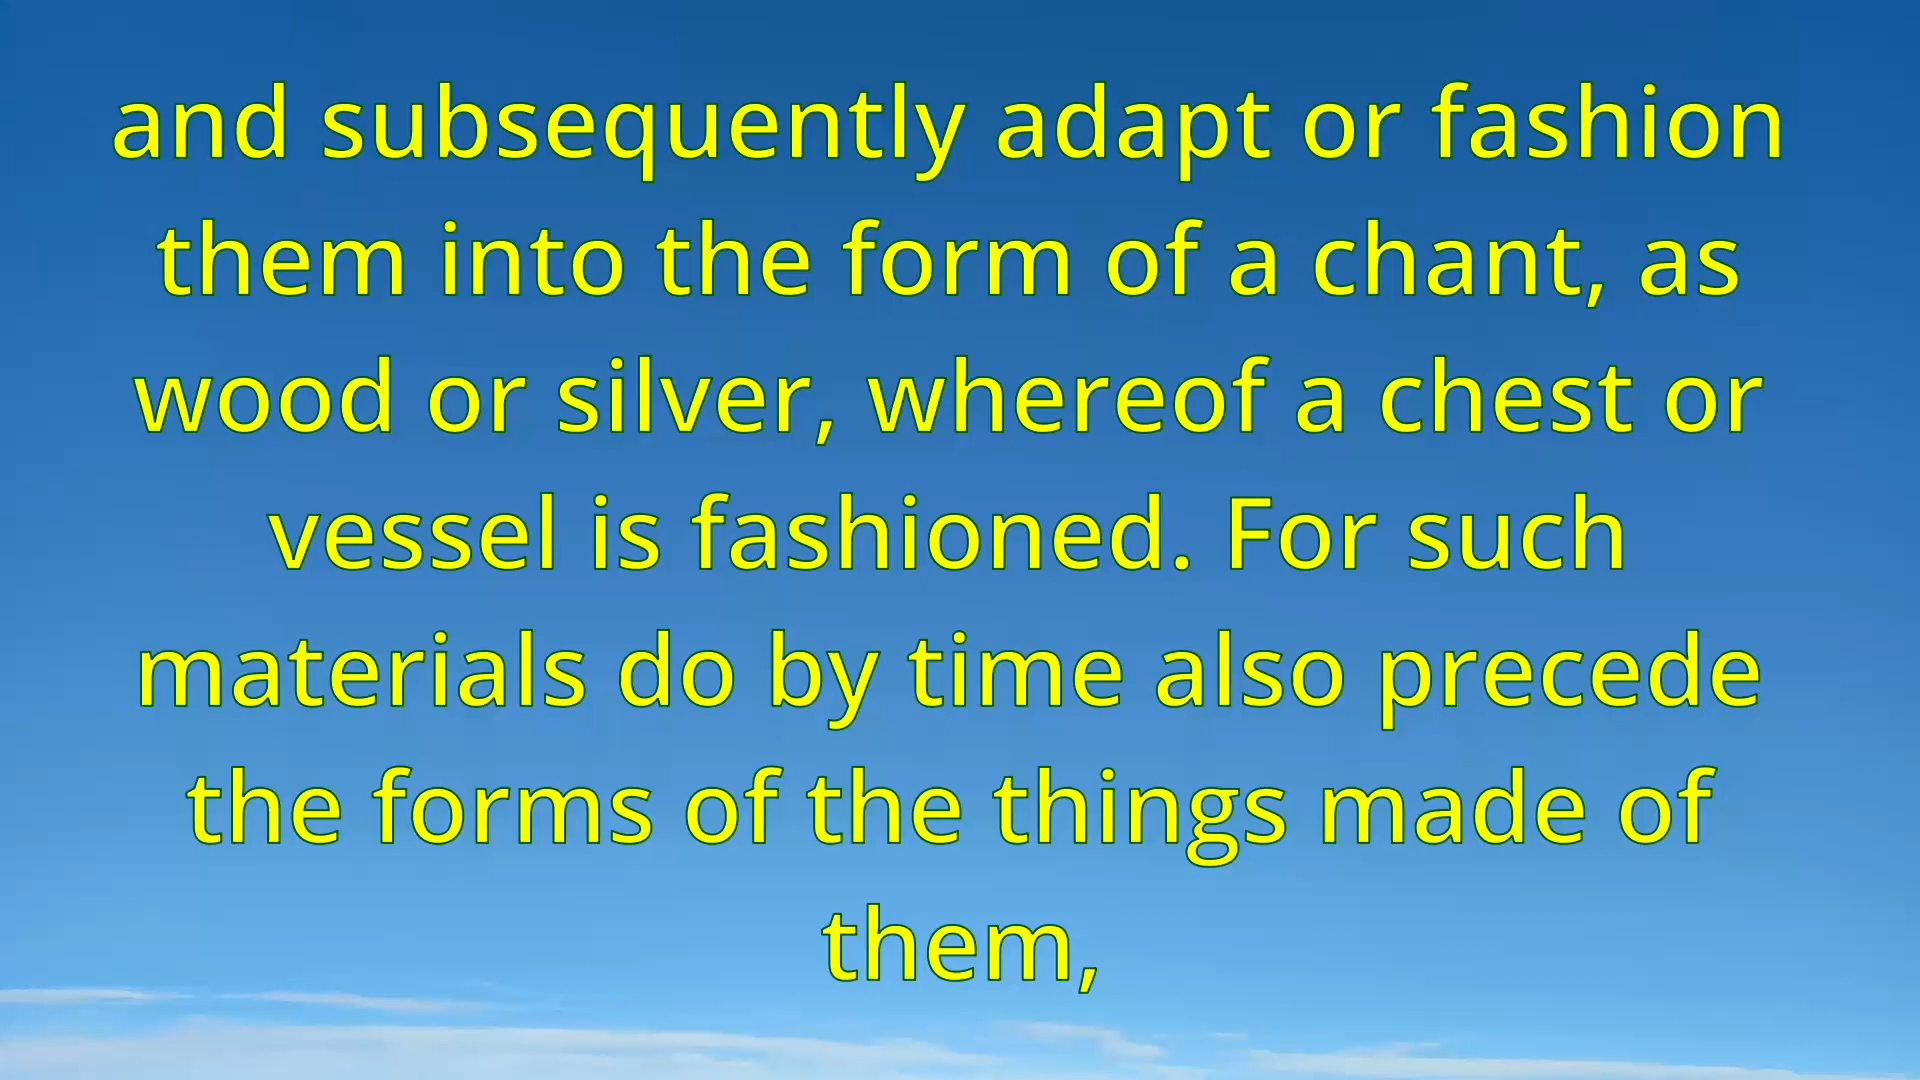 and subsequently adapt or fashion
them into the form of a chant, as
wood or silver, whereof a chest or
vessel is fashioned. For such
materials do by time also precede
the forms of the things made of
them,